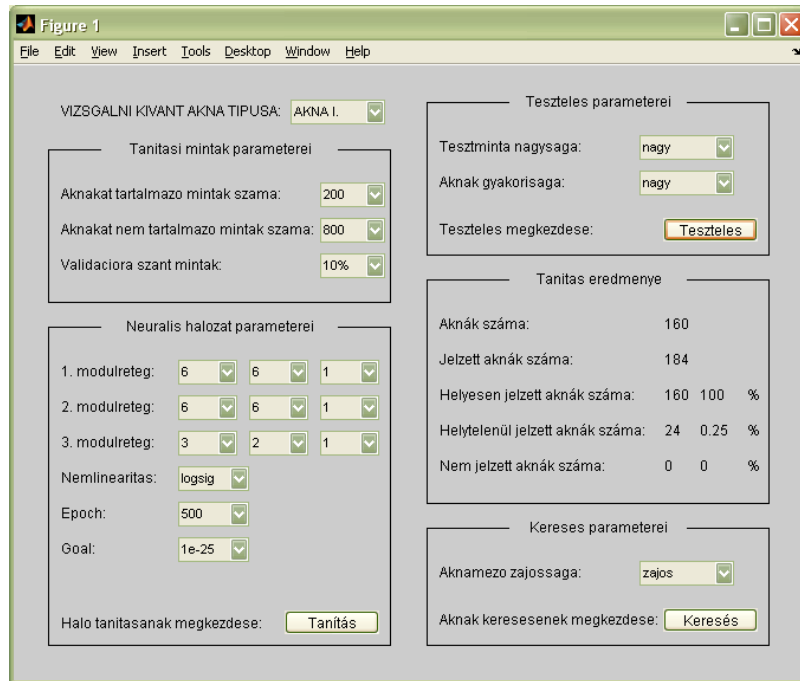 Figure 1
File Edit View Insert Tools Desktop Window Help
VIZSGALNI KIVANT AKNA TIPUSA: AKNA I.
Tanitasi mintak parameterei
Aknakat tartalmazo mintak szama: 200
Aknakat nem tartalmazo mintak szama: 800
Validaciora szant mintak: 10%
Neuralis halozat parameterei
1. modulreteg: 6 6 1
2. modulreteg: 6 6 1
3. modulreteg: 3 2 1
Nemlinearitas: logsig
Epoch: 500
Goal: 1e-25
Halo tanitasanak megkezdese: Tanítás
Teszteles parameterei
Tesztminta nagysaga: nagy
Aknak gyakorisaga: nagy
Teszteles megkezdese: Teszteles
Tanitas eredmenye
Aknák száma: 160
Jelzett aknák száma: 184
Helyesen jelzett aknák száma: 160 100 %
Helytelenül jelzett aknák száma: 24 0.25 %
Nem jelzett aknák száma: 0 0 %
Kereses parameterei
Aknamezo zajossaga: zajos
Aknak keresesenek megkezdese: Keresés